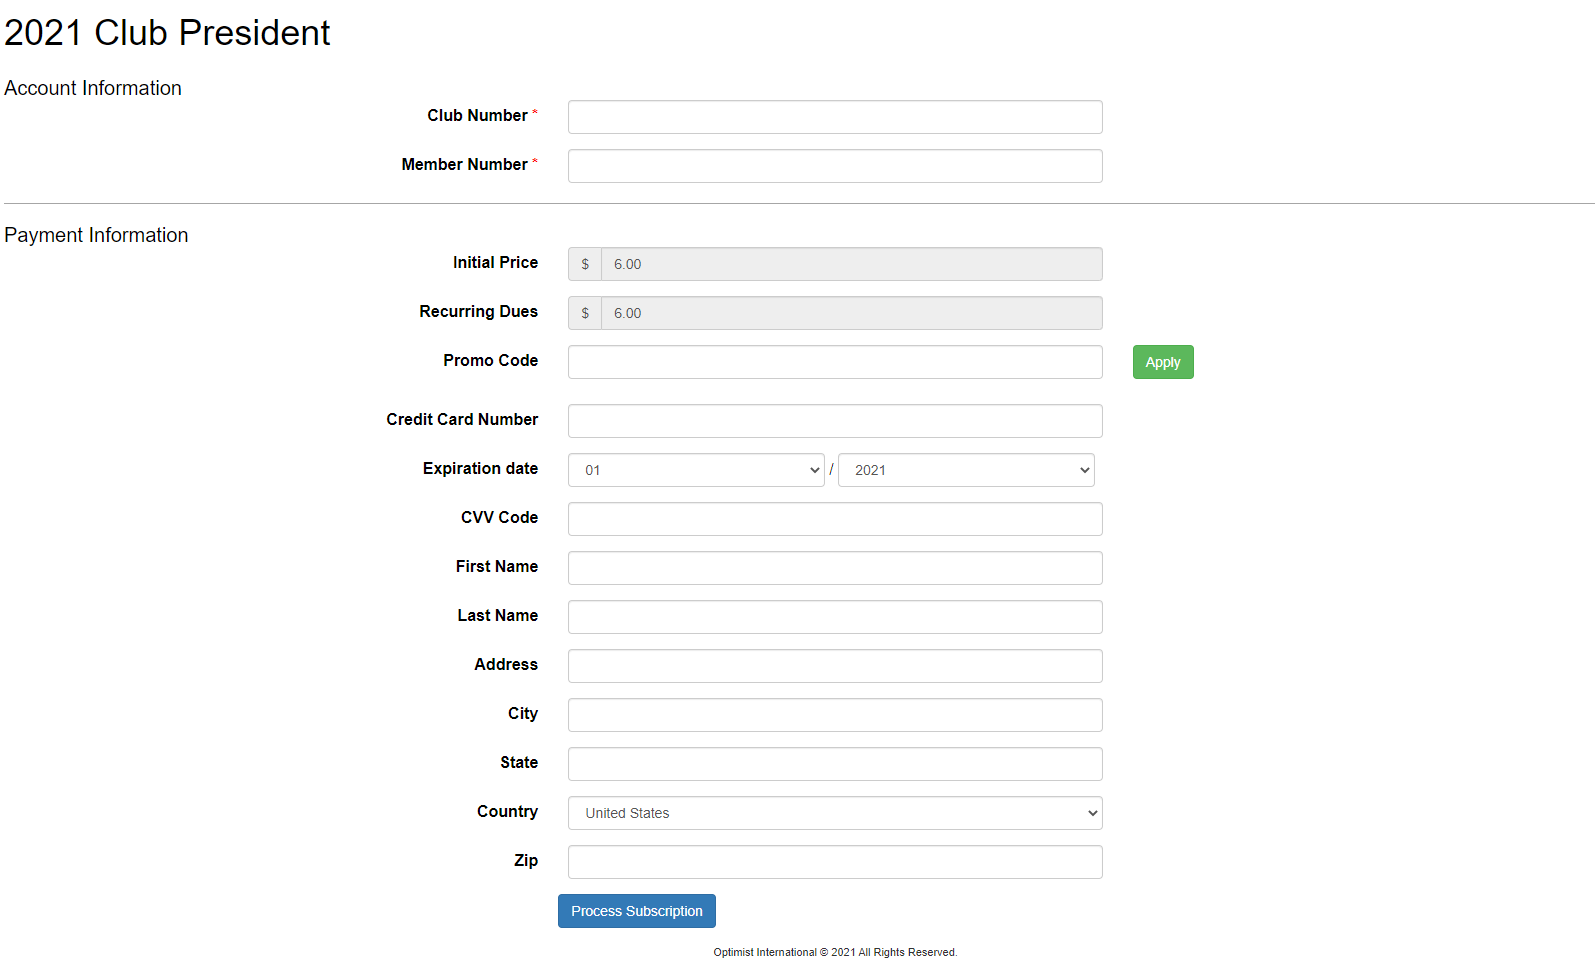 2021 Club President
Account Information
Club Number *
Member Number *
Payment Information
Initial Price $ 6.00
Recurring Dues $ 6.00
Promo Code Apply
Credit Card Number
Expiration date 01 / 2021
CVV Code
First Name
Last Name
Address
City
State
Country United States
Zip
Process Subscription
Optimist International © 2021 All Rights Reserved.